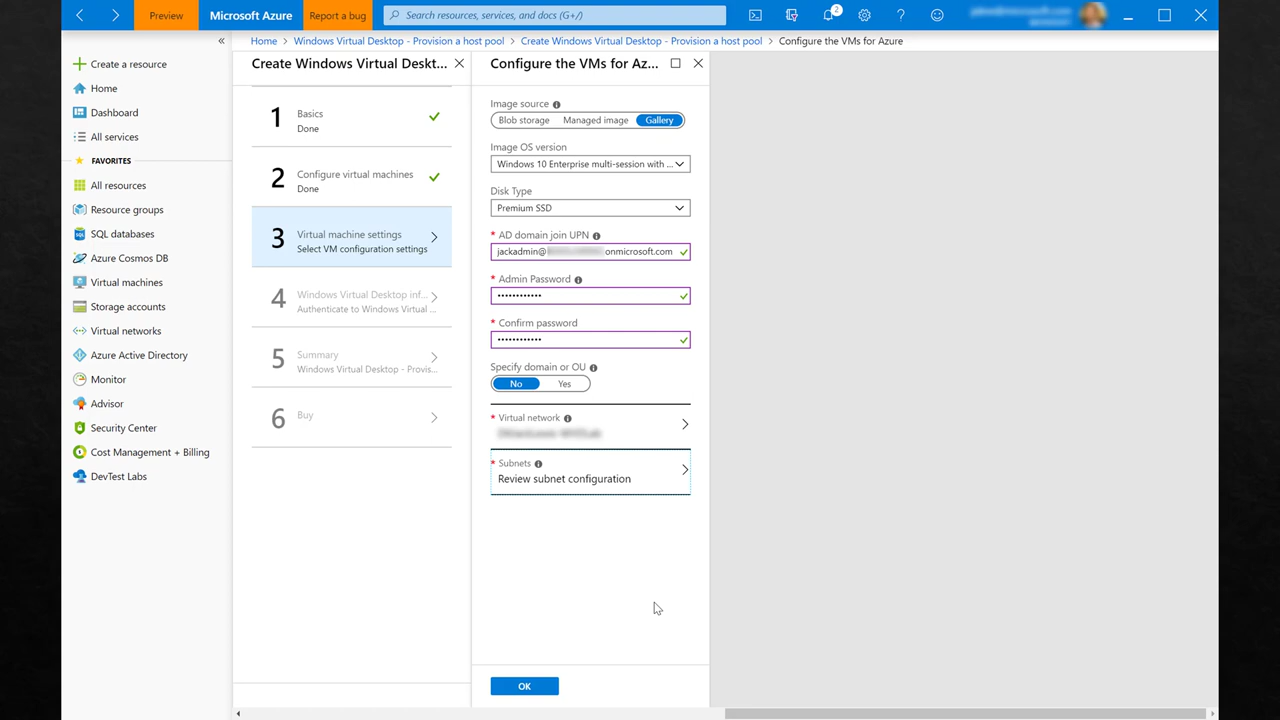 Preview
Microsoft Azure
Report a bug
Search resources, services, and docs (G+/)
2
Home > Windows Virtual Desktop - Provision a host pool > Create Windows Virtual Desktop - Provision a host pool > Configure the VMs for Azure
«
Create a resource
Home
Dashboard
All services
FAVORITES
All resources
Resource groups
SQL databases
Azure Cosmos DB
Virtual machines
Storage accounts
Virtual networks
Azure Active Directory
Monitor
Advisor
Security Center
Cost Management + Billing
DevTest Labs
Create Windows Virtual Deskt...
1
Basics
Done
2
Configure virtual machines
Done
3
Virtual machine settings
Select VM configuration settings
4
Windows Virtual Desktop inf...
Authenticate to Windows Virtual ...
5
Summary
Windows Virtual Desktop - Provis...
6
Buy
Configure the VMs for Az...
Image source
Blob storage Managed image Gallery
Image OS version
Windows 10 Enterprise multi-session with ...
Disk Type
Premium SSD
* AD domain join UPN
jackadmin@ onmicrosoft.com
* Admin Password
••••••••••••
* Confirm password
••••••••••••
Specify domain or OU
No Yes
* Virtual network
* Subnets
Review subnet configuration
OK